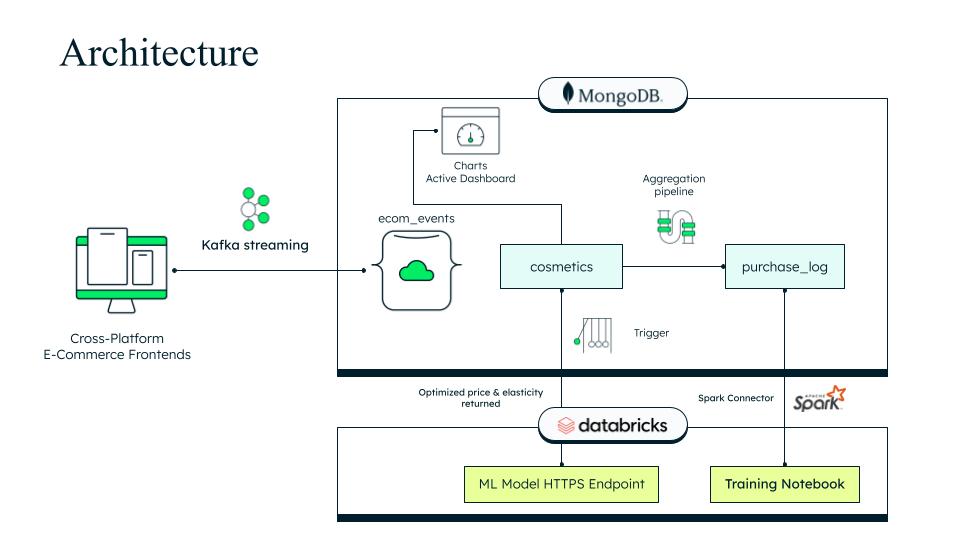 Architecture
MongoDB.
Charts
Active Dashboard
Aggregation
pipeline
Kafka streaming
ecom_events
cosmetics
purchase_log
Cross-Platform
E-Commerce Frontends
Trigger
Optimized price & elasticity
returned
Spark Connector
APACHE
Spark
databricks
ML Model HTTPS Endpoint
Training Notebook